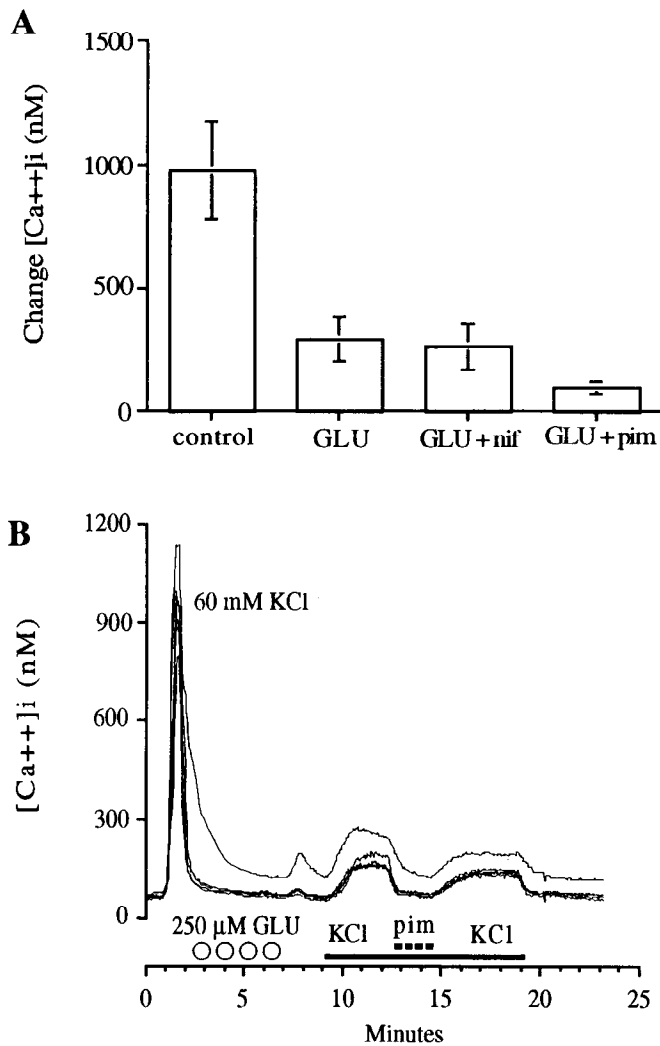 A
Change [Ca++]i (nM)
1500
1000
500
0
control
GLU
GLU+nif
GLU+pim
B
[Ca++]i (nM)
1200
900
600
300
0
60 mM KCl
250 µM GLU
KCl
pim
KCl
0
5
10
15
20
25
Minutes